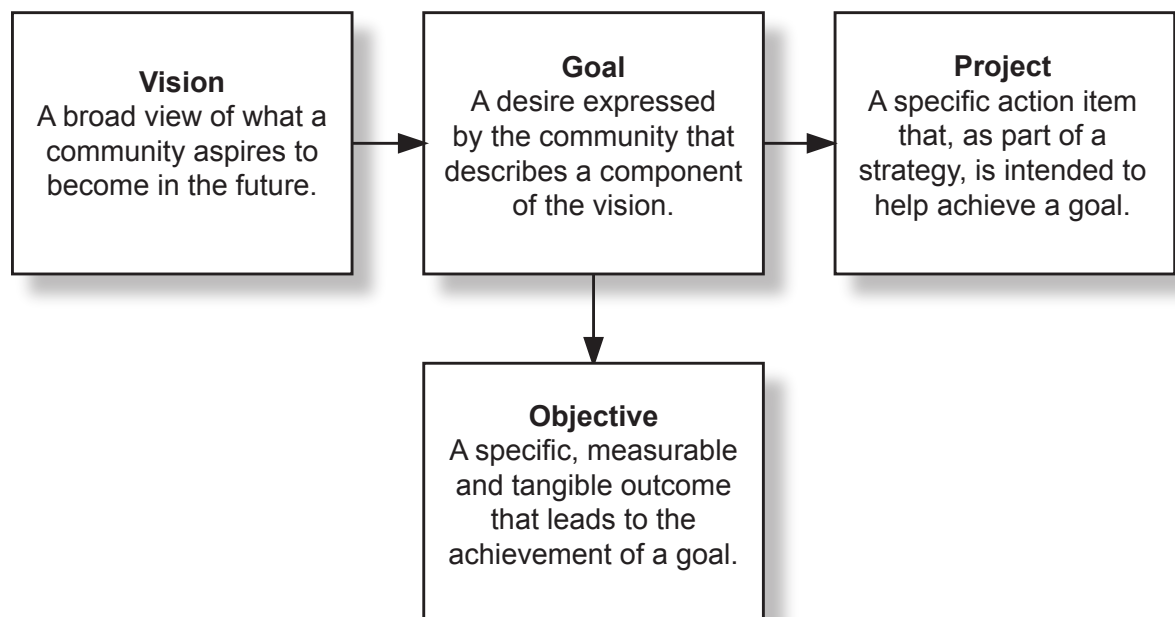 Vision
A broad view of what a
community aspires to
become in the future.
Goal
A desire expressed
by the community that
describes a component
of the vision.
Project
A specific action item
that, as part of a
strategy, is intended to
help achieve a goal.
Objective
A specific, measurable
and tangible outcome
that leads to the
achievement of a goal.